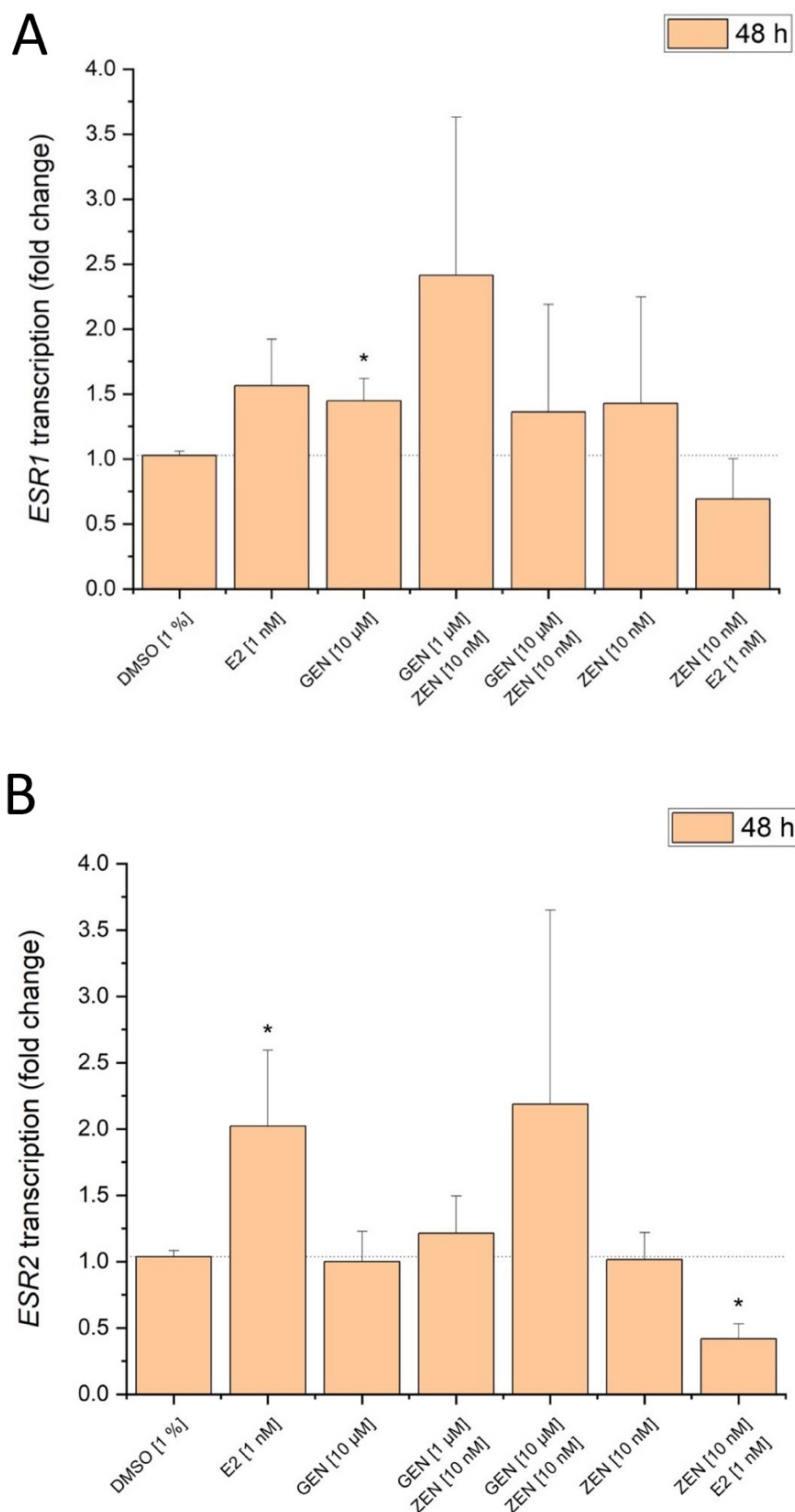 A
48 h
ESR1 transcription (fold change)
4.0
3.5
3.0
2.5
2.0
1.5
1.0
0.5
0.0
*
DMSO [1 %]
E2 [1 nM]
GEN [10 µM]
GEN [1 µM]
ZEN [10 nM]
GEN [10 µM]
ZEN [10 nM]
ZEN [10 nM]
ZEN [10 nM]
E2 [1 nM]
B
48 h
ESR2 transcription (fold change)
4.0
3.5
3.0
2.5
2.0
1.5
1.0
0.5
0.0
*
*
DMSO [1 %]
E2 [1 nM]
GEN [10 µM]
GEN [1 µM]
ZEN [10 nM]
GEN [10 µM]
ZEN [10 nM]
ZEN [10 nM]
ZEN [10 nM]
E2 [1 nM]